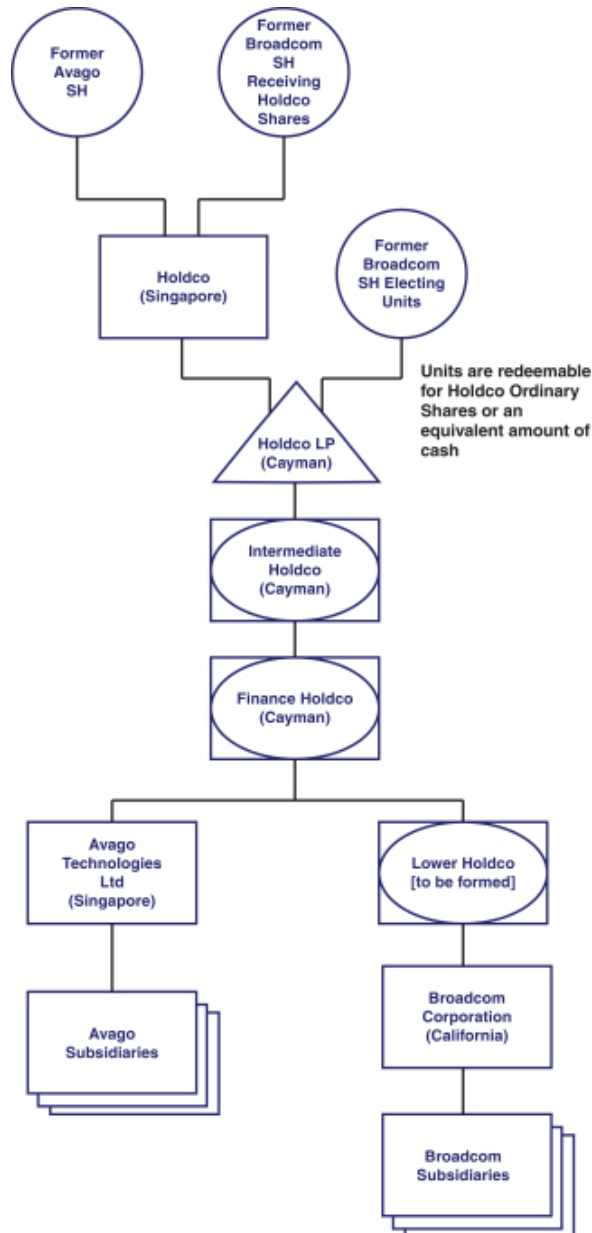 Former
Avago
SH
Former
Broadcom
SH
Receiving
Holdco
Shares
Holdco
(Singapore)
Former
Broadcom
SH Electing
Units
Units are redeemable
for Holdco Ordinary
Shares or an
equivalent amount of
cash
Holdco LP
(Cayman)
Intermediate
Holdco
(Cayman)
Finance Holdco
(Cayman)
Avago
Technologies
Ltd
(Singapore)
Lower Holdco
[to be formed]
Avago
Subsidiaries
Broadcom
Corporation
(California)
Broadcom
Subsidiaries